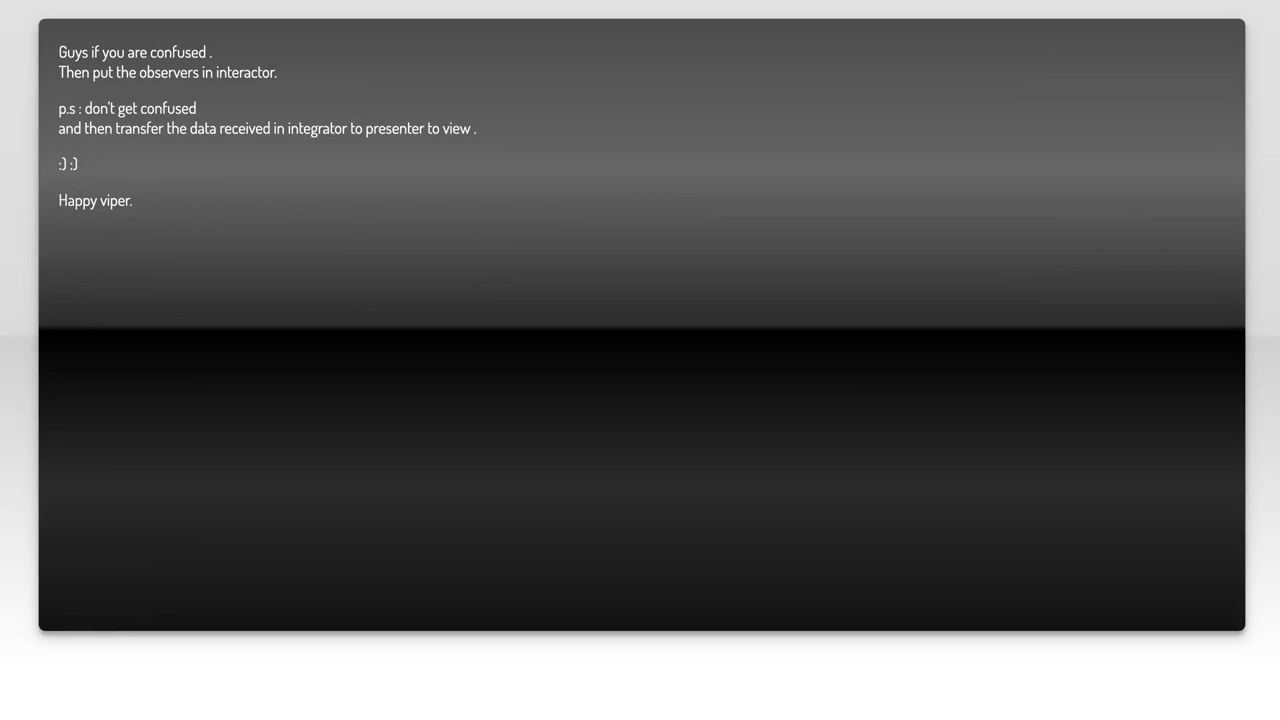 Guys if you are confused .
Then put the observers in interactor.
p.s : don't get confused
and then transfer the data received in integrator to presenter to view .
:) :)
Happy viper.